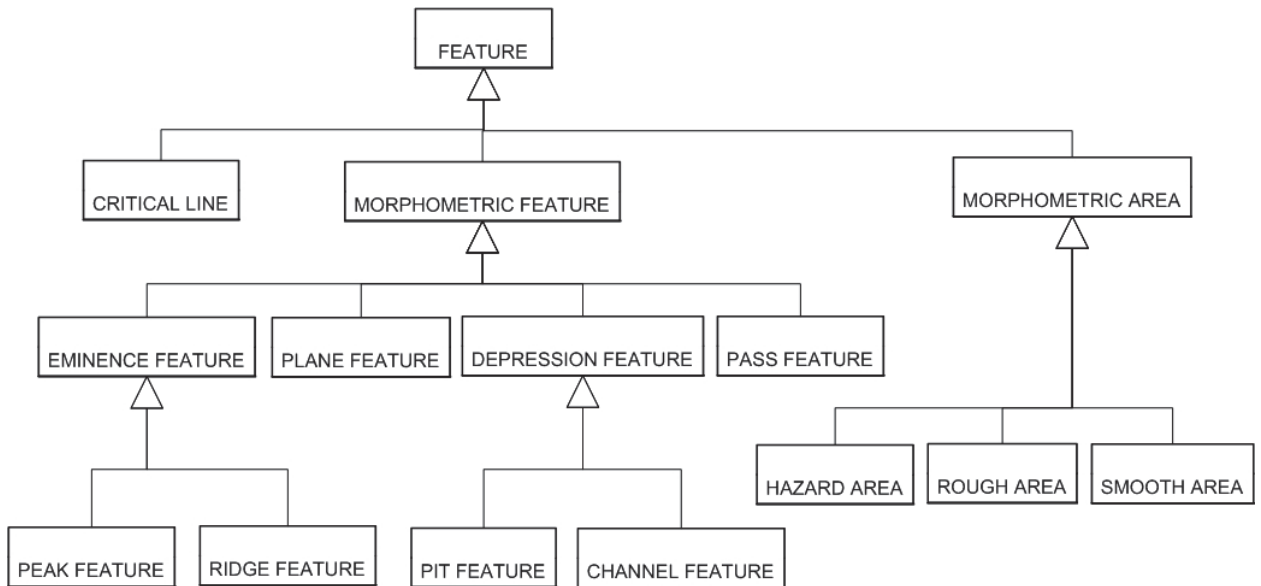 FEATURE
CRITICAL LINE
MORPHOMETRIC FEATURE
MORPHOMETRIC AREA
EMINENCE FEATURE
PLANE FEATURE
DEPRESSION FEATURE
PASS FEATURE
HAZARD AREA
ROUGH AREA
SMOOTH AREA
PEAK FEATURE
RIDGE FEATURE
PIT FEATURE
CHANNEL FEATURE